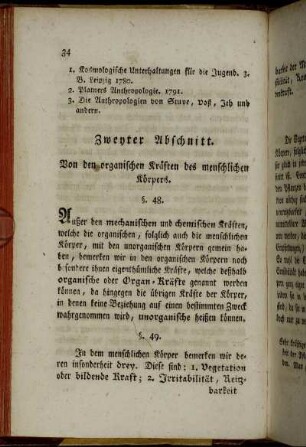 34
1. Kosmologische Unterhaltungen für die Jugend. 3.
B. Leipzig 1780.
2. Platners Anthropologie. 1791.
3. Die Anthropologien von Struve, Voß, Ith und
andern.
Zweyter Abschnitt.
Von den organischen Kräften des menschlichen
Körpers.
§. 48.
Außer den mechanischen und chemischen Kräften,
welche die organischen, folglich auch die menschlichen
Körper, mit den unorganischen Körpern gemein ha-
ben, bemerken wir in den organischen Körpern noch
besondere ihnen eigenthümliche Kräfte, welche deßhalb
organische oder Organ-Kräfte genannt werden
können, da hingegen die übrigen Kräfte der Körper,
in denen keine Beziehung auf einen bestimmten Zweck
wahrgenommen wird, unorganische heißen können.
§. 49.
In dem menschlichen Körper bemerken wir de-
ren insonderheit drey. Diese sind: 1. Vegetation
oder bildende Kraft; 2. Irritabilität, Reitz-
barkeit